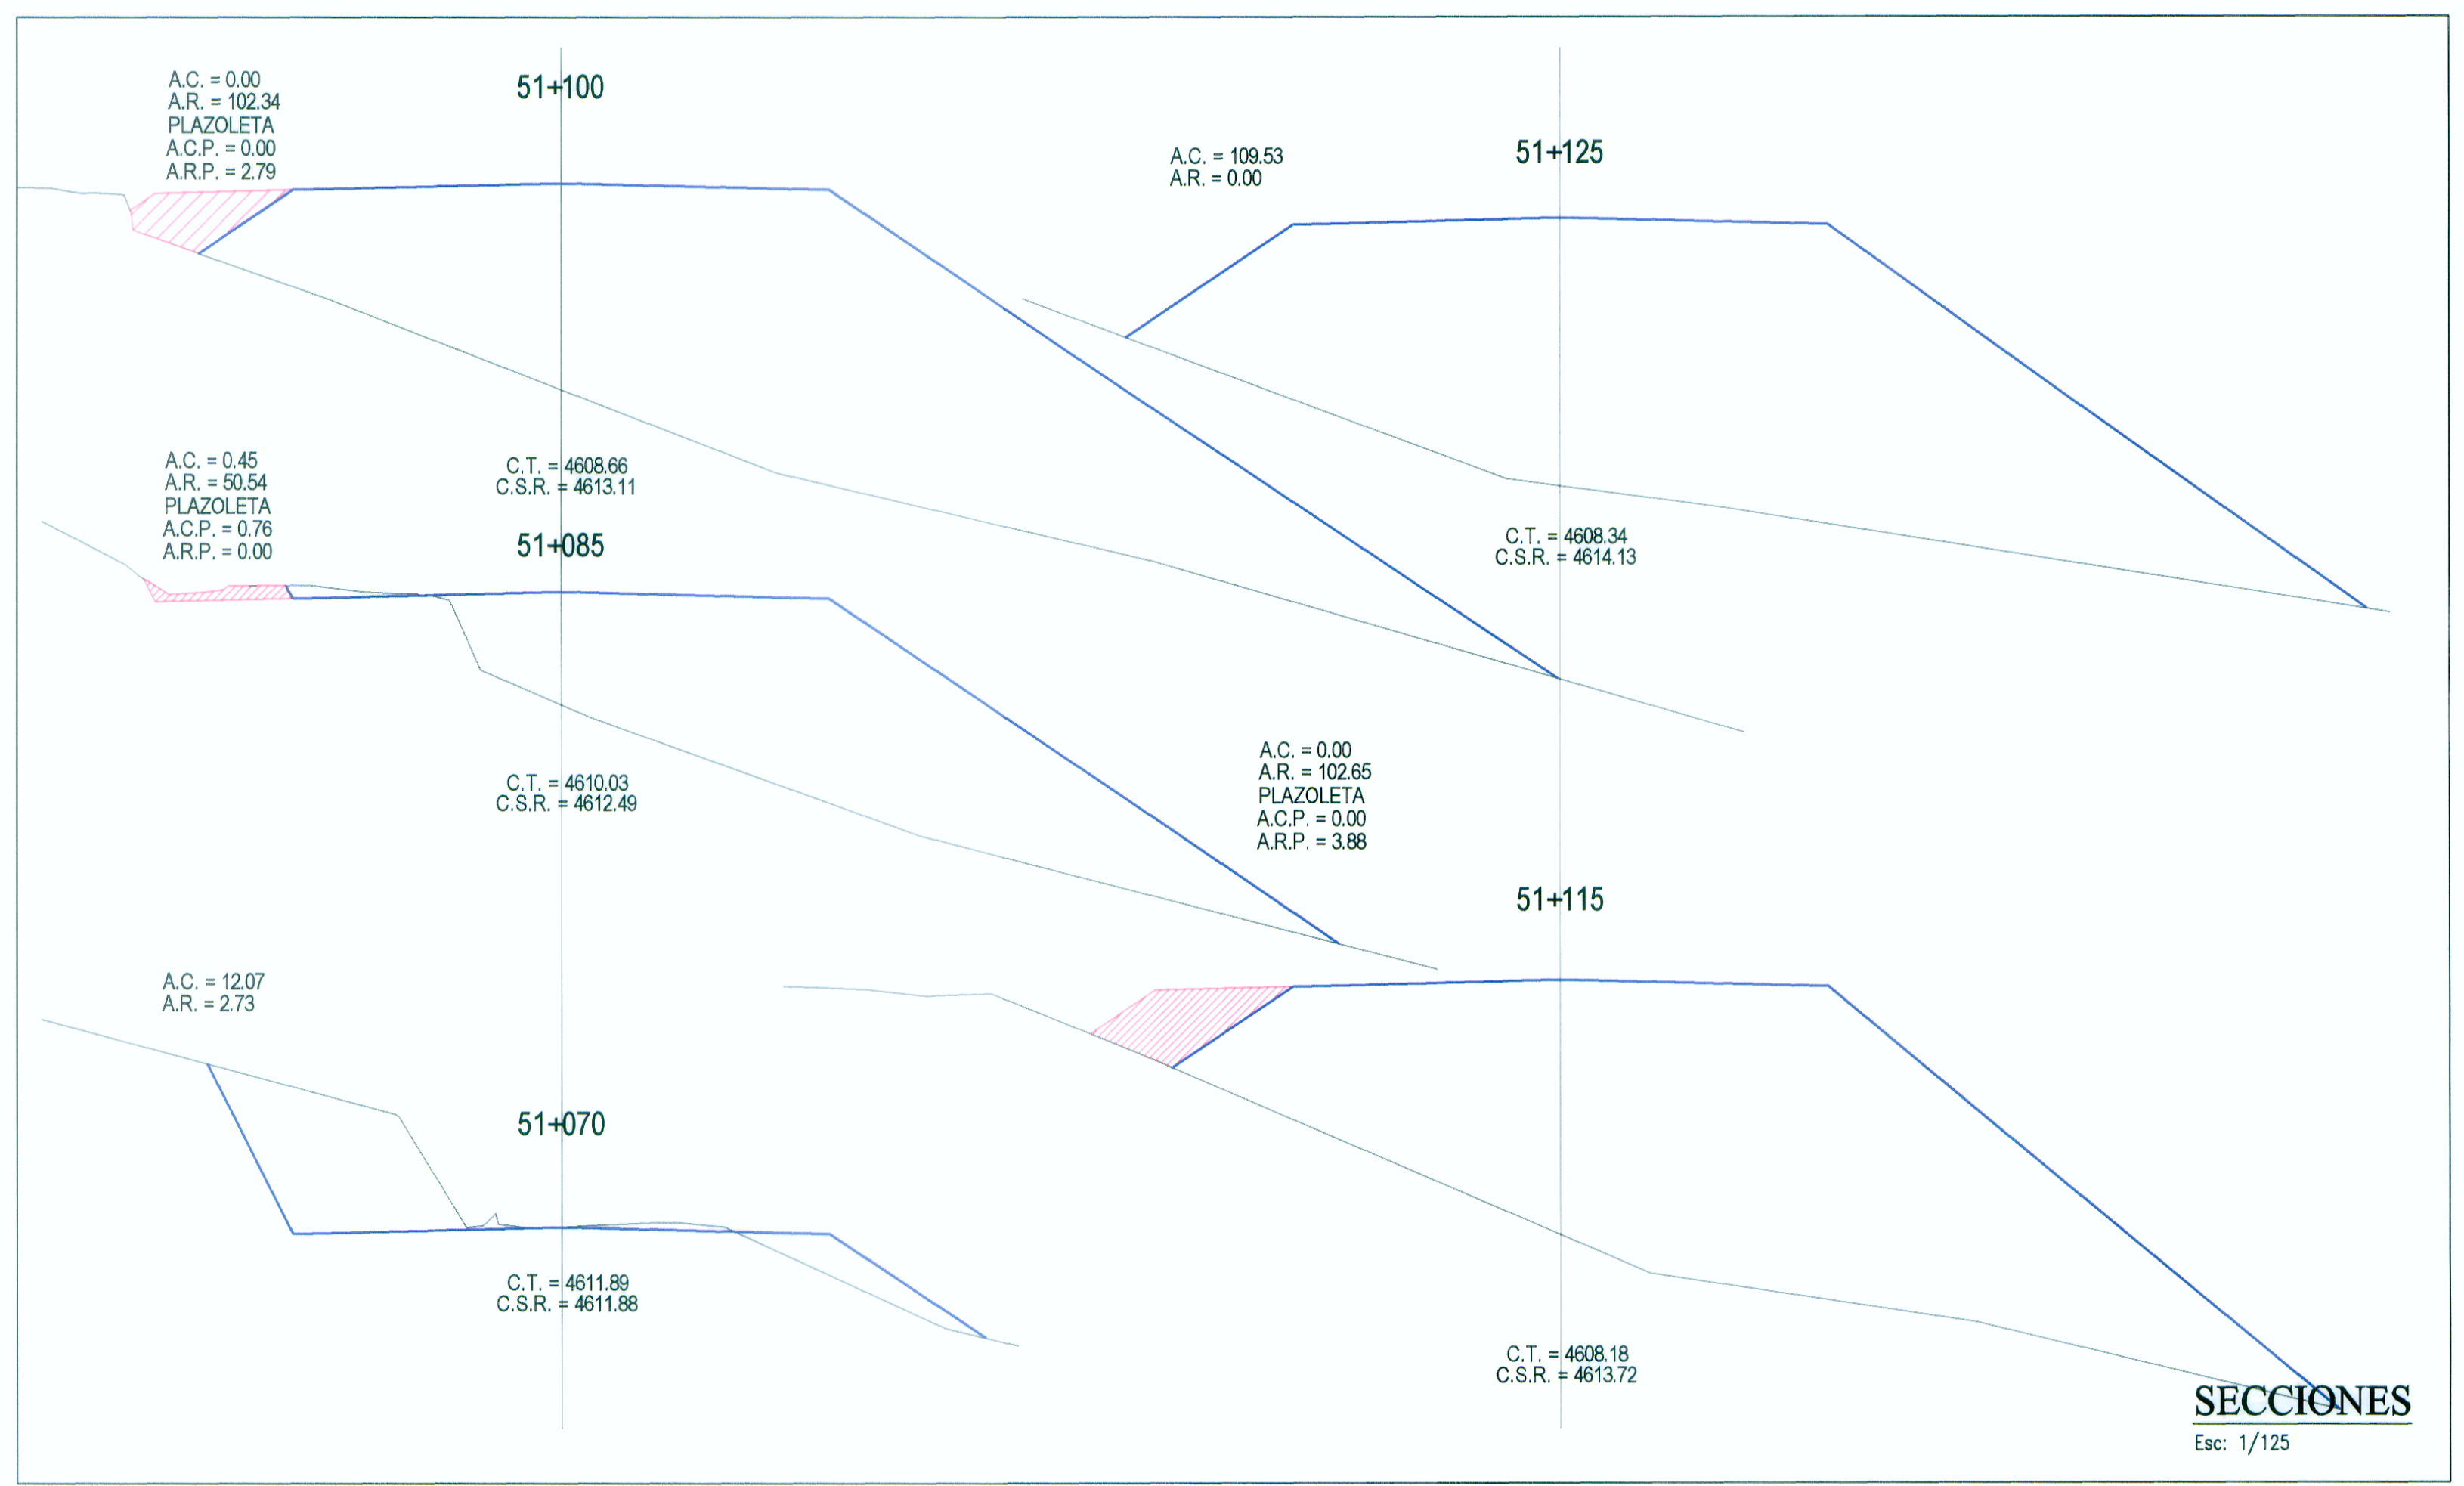 A.C. = 0.00
A.R. = 102.34
PLAZOLETA
A.C.P. = 0.00
A.R.P. = 2.79
51+100
C.T. = 4608.66
C.S.R. = 4613.11
A.C. = 0.45
A.R. = 50.54
PLAZOLETA
A.C.P. = 0.76
A.R.P. = 0.00
51+085
C.T. = 4610.03
C.S.R. = 4612.49
A.C. = 12.07
A.R. = 2.73
51+070
C.T. = 4611.89
C.S.R. = 4611.88
A.C. = 109.53
A.R. = 0.00
51+125
C.T. = 4608.34
C.S.R. = 4614.13
A.C. = 0.00
A.R. = 102.65
PLAZOLETA
A.C.P. = 0.00
A.R.P. = 3.88
51+115
C.T. = 4608.18
C.S.R. = 4613.72
SECCIONES
Esc: 1/125